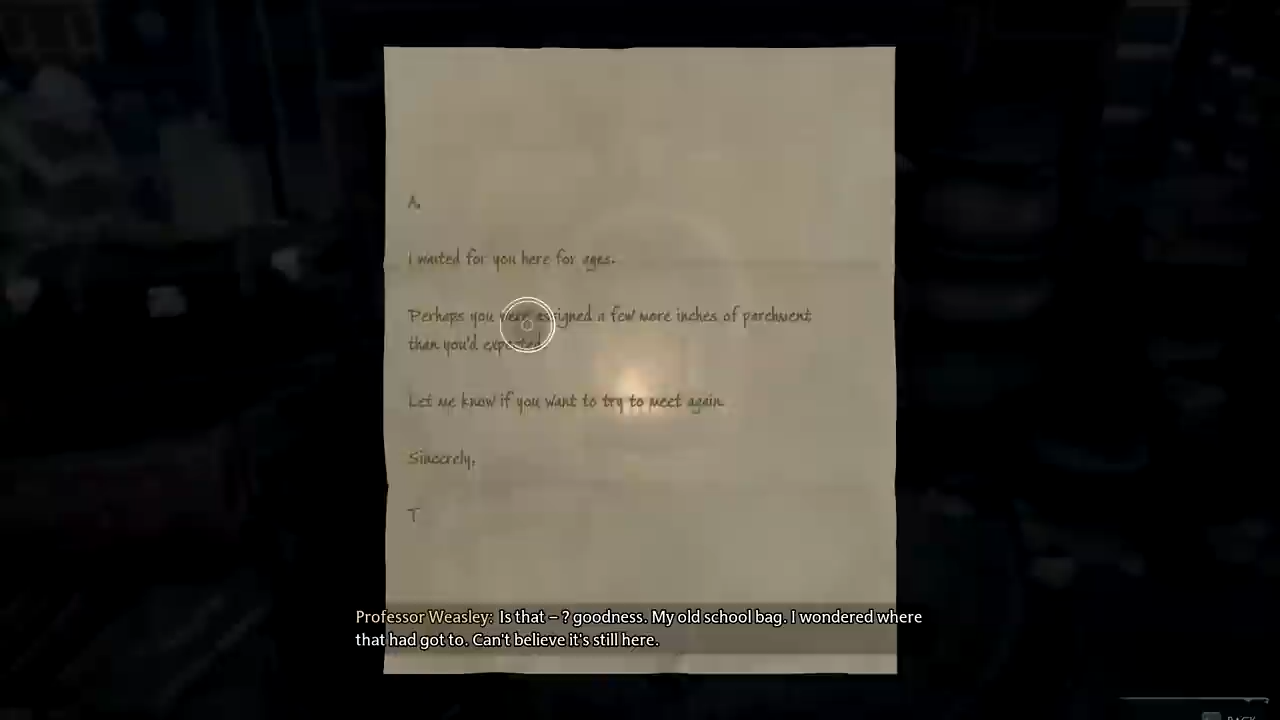 A,
I waited for you here for ages.
Perhaps you were assigned a few more inches of parchment
than you'd expected.
Let me know if you want to try to meet again.
Sincerely,
T
Professor Weasley: Is that – ? goodness. My old school bag. I wondered where
that had got to. Can't believe it's still here.